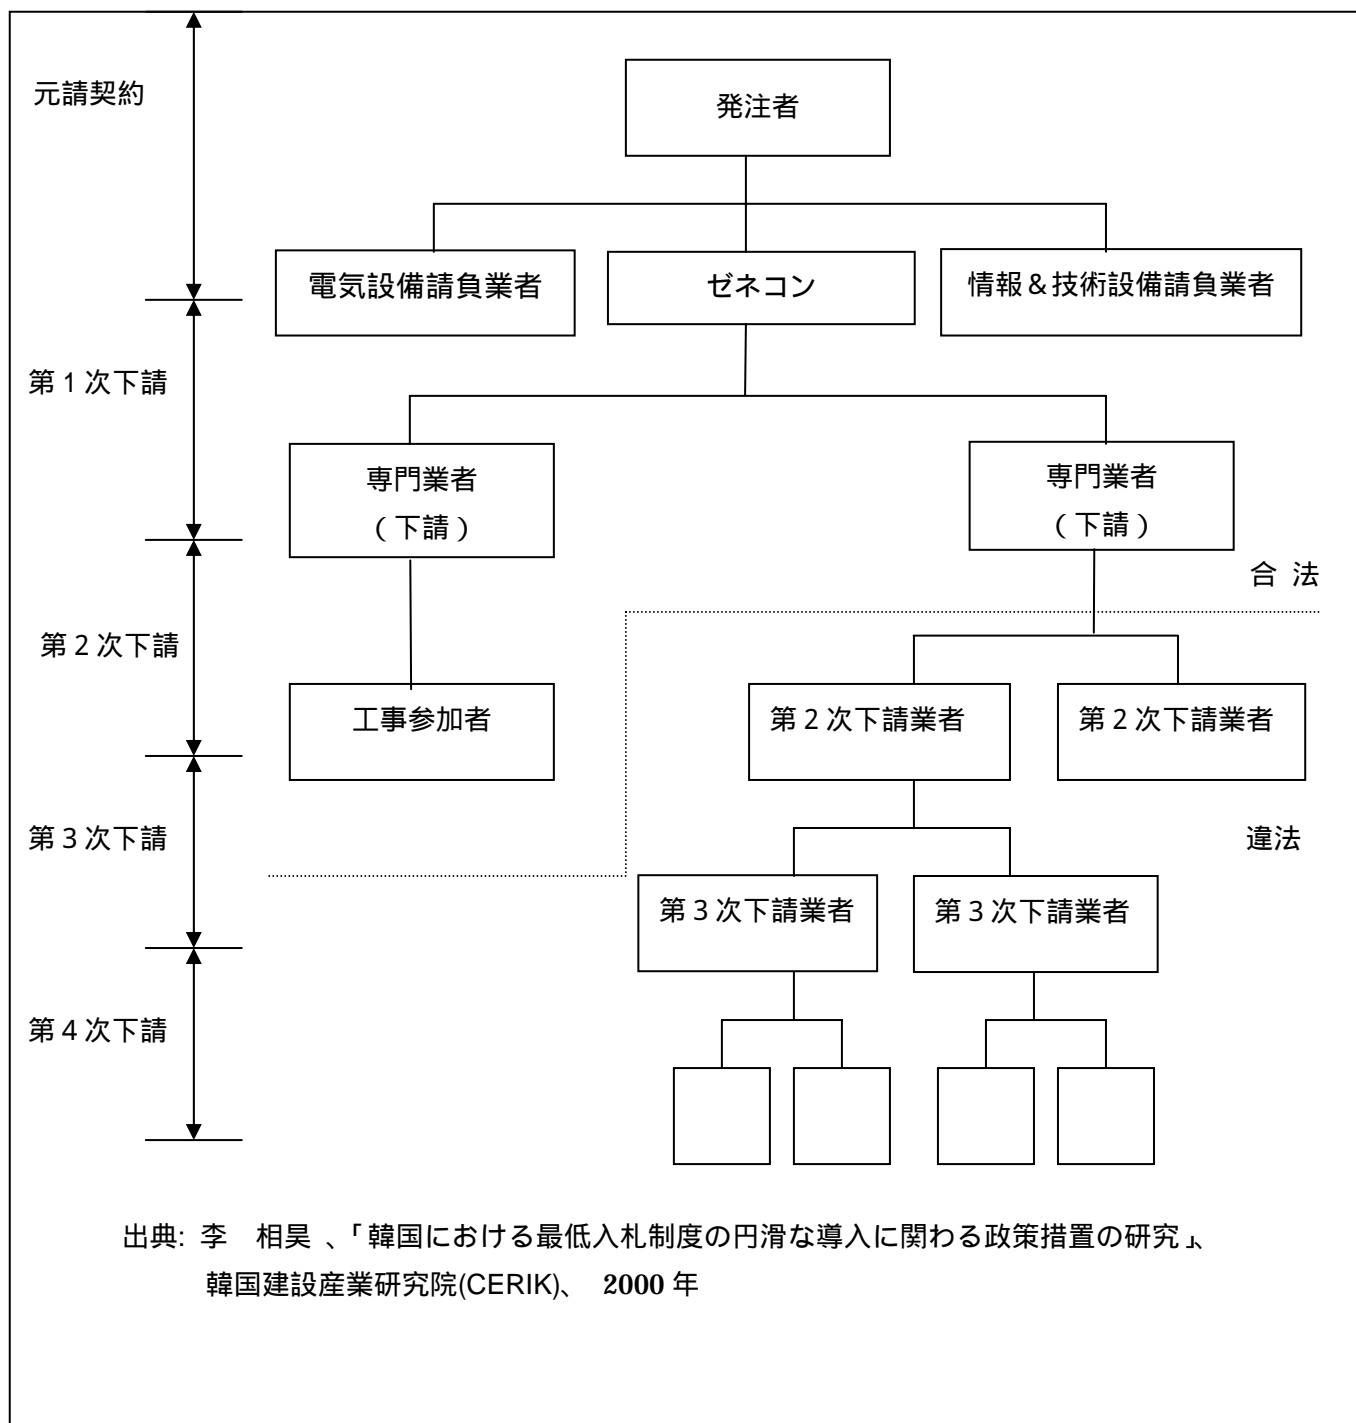 元請契約
発注者
電気設備請負業者
ゼネコン
情報&技術設備請負業者
第1次下請
専門業者
(下請)
専門業者
(下請)
合 法
第2次下請
工事参加者
第2次下請業者
第2次下請業者
第3次下請
違法
第3次下請業者
第3次下請業者
第4次下請
出典: 李 相昊 、「韓国における最低入札制度の円滑な導入に関わる政策措置の研究」、
韓国建設産業研究院(CERIK)、 2000 年